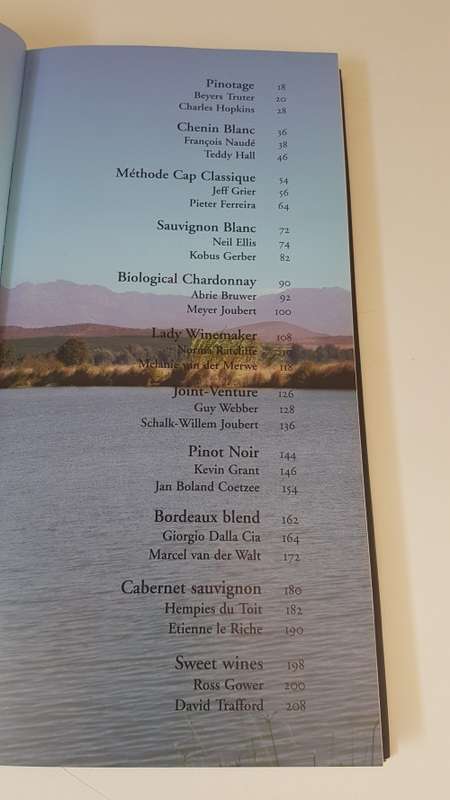 Pinotage 18
Beyers Truter 20
Charles Hopkins 28
Chenin Blanc 36
François Naudé 38
Teddy Hall 46
Méthode Cap Classique 54
Jeff Grier 56
Pieter Ferreira 64
Sauvignon Blanc 72
Neil Ellis 74
Kobus Gerber 82
Biological Chardonnay 90
Abrie Bruwer 92
Meyer Joubert 100
Lady Winemaker 108
Norma Ratcliffe
Melanie van der Merwe 118
Joint-Venture 126
Guy Webber 128
Schalk-Willem Joubert 136
Pinot Noir 144
Kevin Grant 146
Jan Boland Coetzee 154
Bordeaux blend 162
Giorgio Dalla Cia 164
Marcel van der Walt 172
Cabernet sauvignon 180
Hempies du Toit 182
Etienne le Riche 190
Sweet wines 198
Ross Gower 200
David Trafford 208